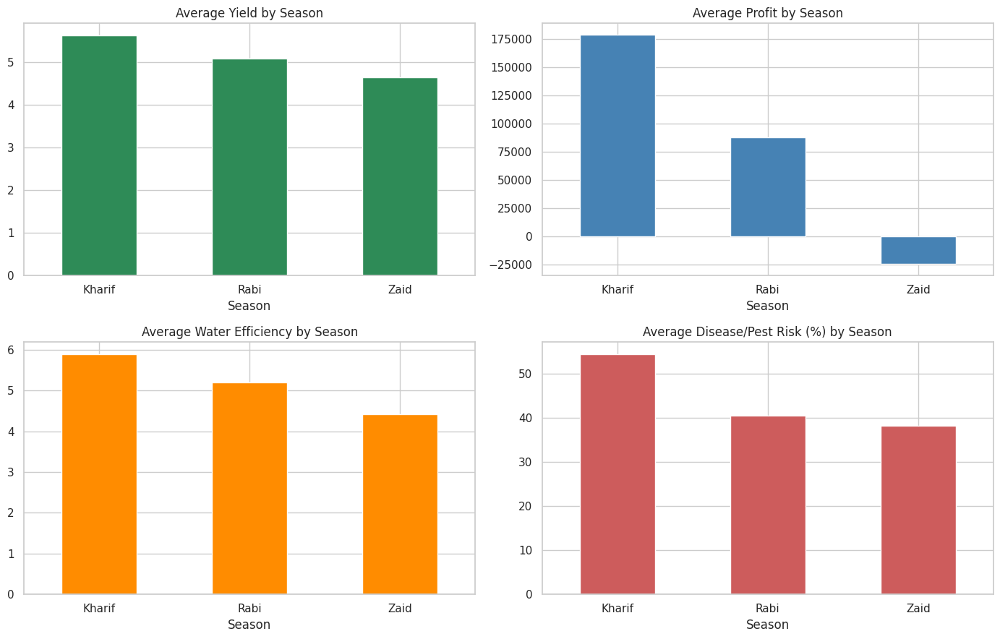 Average Yield by Season
5
4
3
2
1
0
Kharif Rabi Zaid
Season
Average Profit by Season
175000
150000
125000
100000
75000
50000
25000
0
−25000
Kharif Rabi Zaid
Season
Average Water Efficiency by Season
6
5
4
3
2
1
0
Kharif Rabi Zaid
Season
Average Disease/Pest Risk (%) by Season
50
40
30
20
10
0
Kharif Rabi Zaid
Season